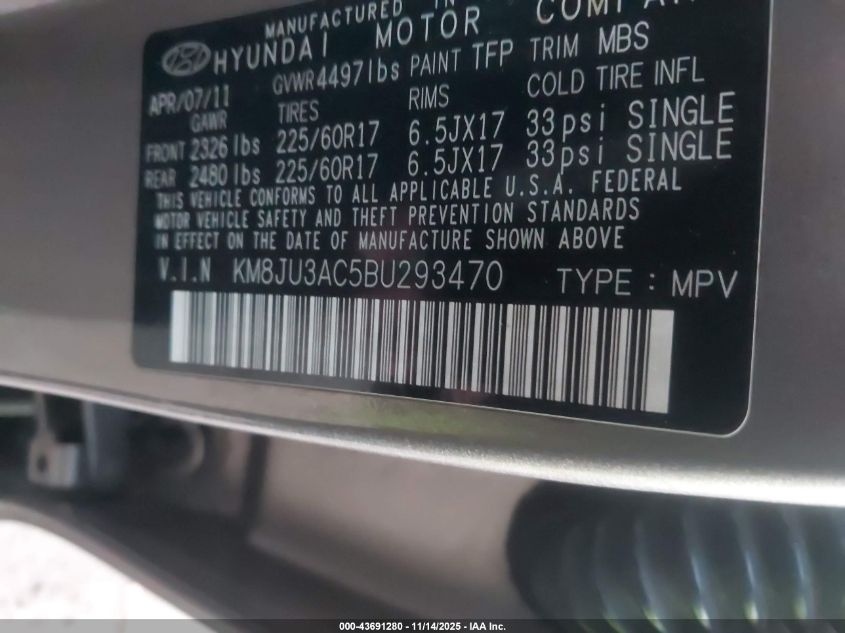 MANUFACTURED IN
HYUNDAI MOTOR COMPA
APR/07/11 GVWR 4497lbs PAINT TFP TRIM MBS
GAWR TIRES RIMS COLD TIRE INFL
FRONT 2326 lbs 225/60R17 6.5JX17 33psi SINGLE
REAR 2480 lbs 225/60R17 6.5JX17 33psi SINGLE
THIS VEHICLE CONFORMS TO ALL APPLICABLE U.S.A. FEDERAL
MOTOR VEHICLE SAFETY AND THEFT PREVENTION STANDARDS
IN EFFECT ON THE DATE OF MANUFACTURE SHOWN ABOVE
V.I.N KM8JU3AC5BU293470 TYPE : MPV
000-43691280 - 11/14/2025 - IAA Inc.